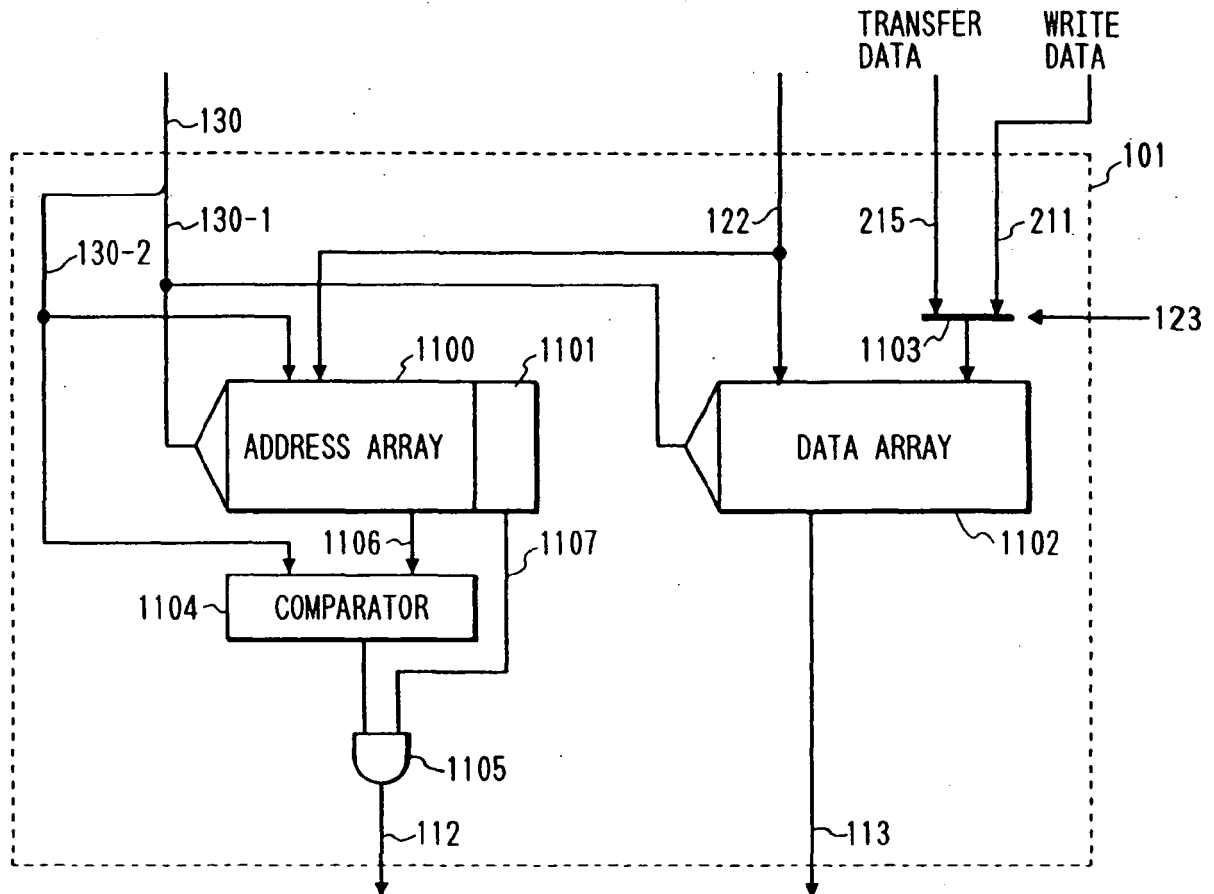 TRANSFER
DATA
WRITE
DATA
130
101
130-1
122
215
211
130-2
123
1103
1100
1101
ADDRESS ARRAY
DATA ARRAY
1106
1107
1102
1104
COMPARATOR
1105
112
113